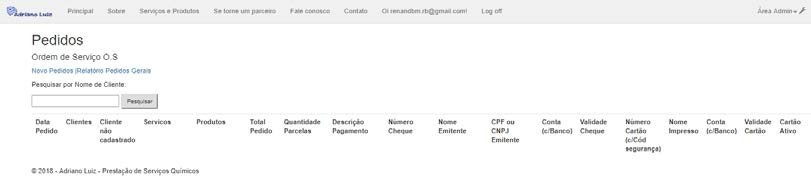 Adriano Luiz Principal Sobre Serviços e Produtos Se torne um parceiro Fale conosco Contato Oi renandbm.rb@gmail.com! Log off Área Admin
Pedidos
Ordem de Serviço O.S
Novo Pedidos |Relatório Pedidos Gerais
Pesquisar por Nome de Cliente:
Pesquisar
Data Clientes Cliente Serviços Produtos Total Quantidade Descrição Número Nome CPF ou Conta Validade Número Nome Conta Validade Cartão
Pedido não Pedido Parcelas Pagamento Cheque Emitente CNPJ (c/Banco) Cheque Cartão Impresso (c/Banco) Cartão Ativo
cadastrado Emitente (c/Cód
segurança)
© 2018 - Adriano Luiz - Prestação de Serviços Químicos